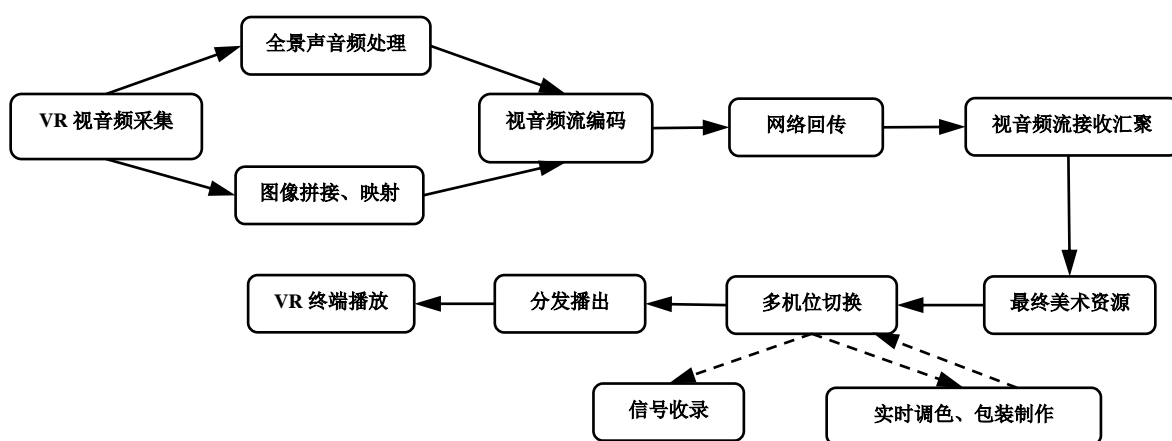 全景声音频处理
VR 视音频采集
视音频流编码
网络回传
视音频流接收汇聚
图像拼接、映射
VR 终端播放
分发播出
多机位切换
最终美术资源
信号收录
实时调色、包装制作